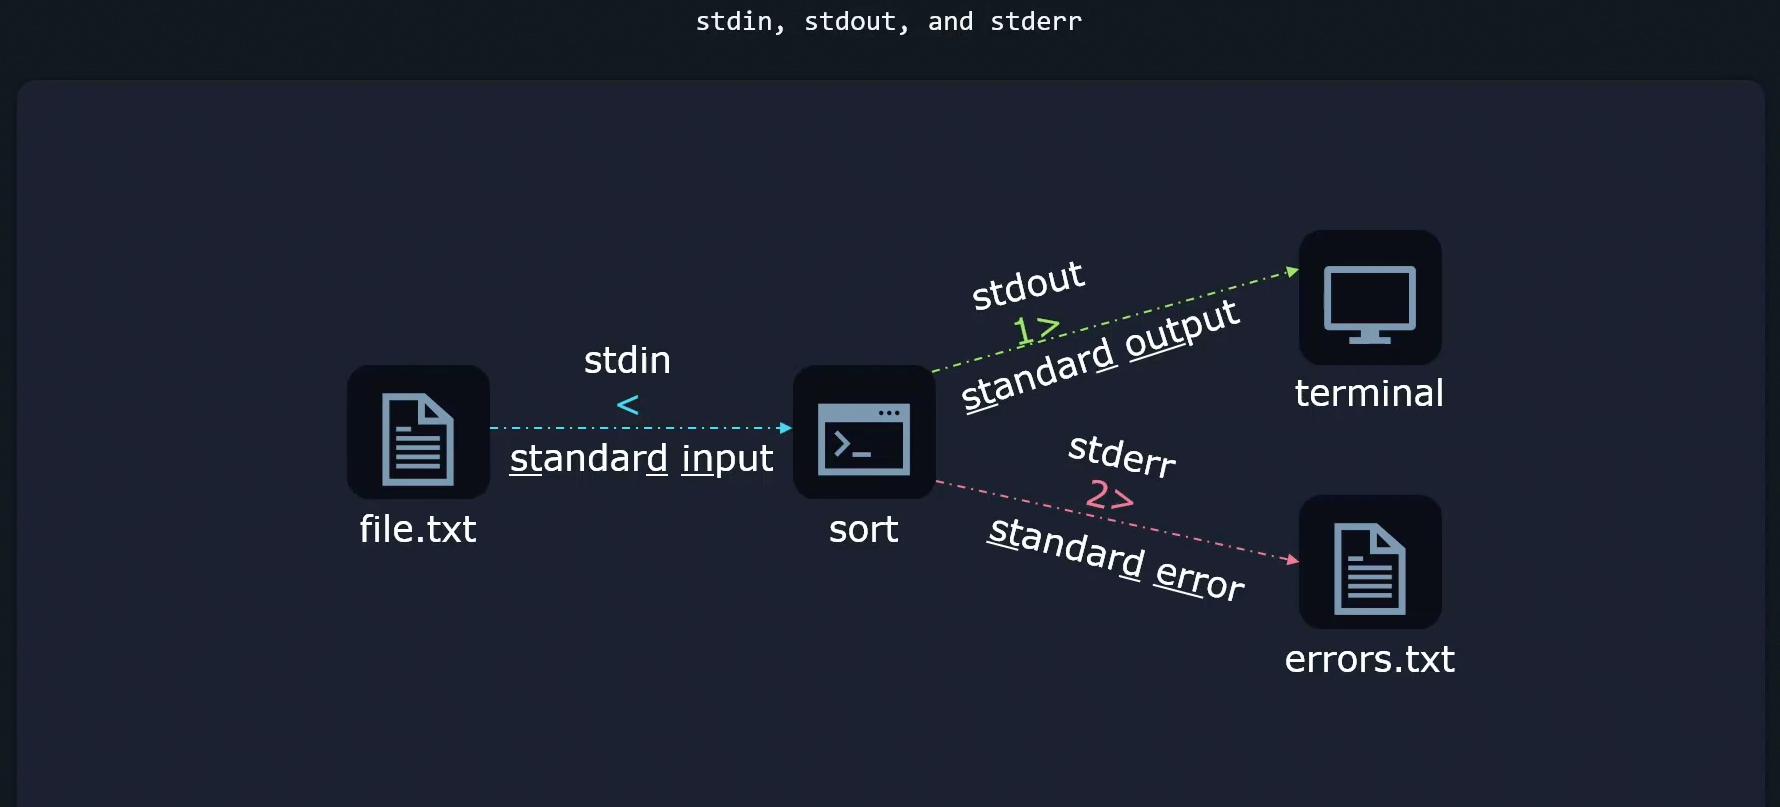 stdin, stdout, and stderr
stdin
<
standard input
file.txt
sort
stdout
1>
standard output
terminal
stderr
2>
standard error
errors.txt